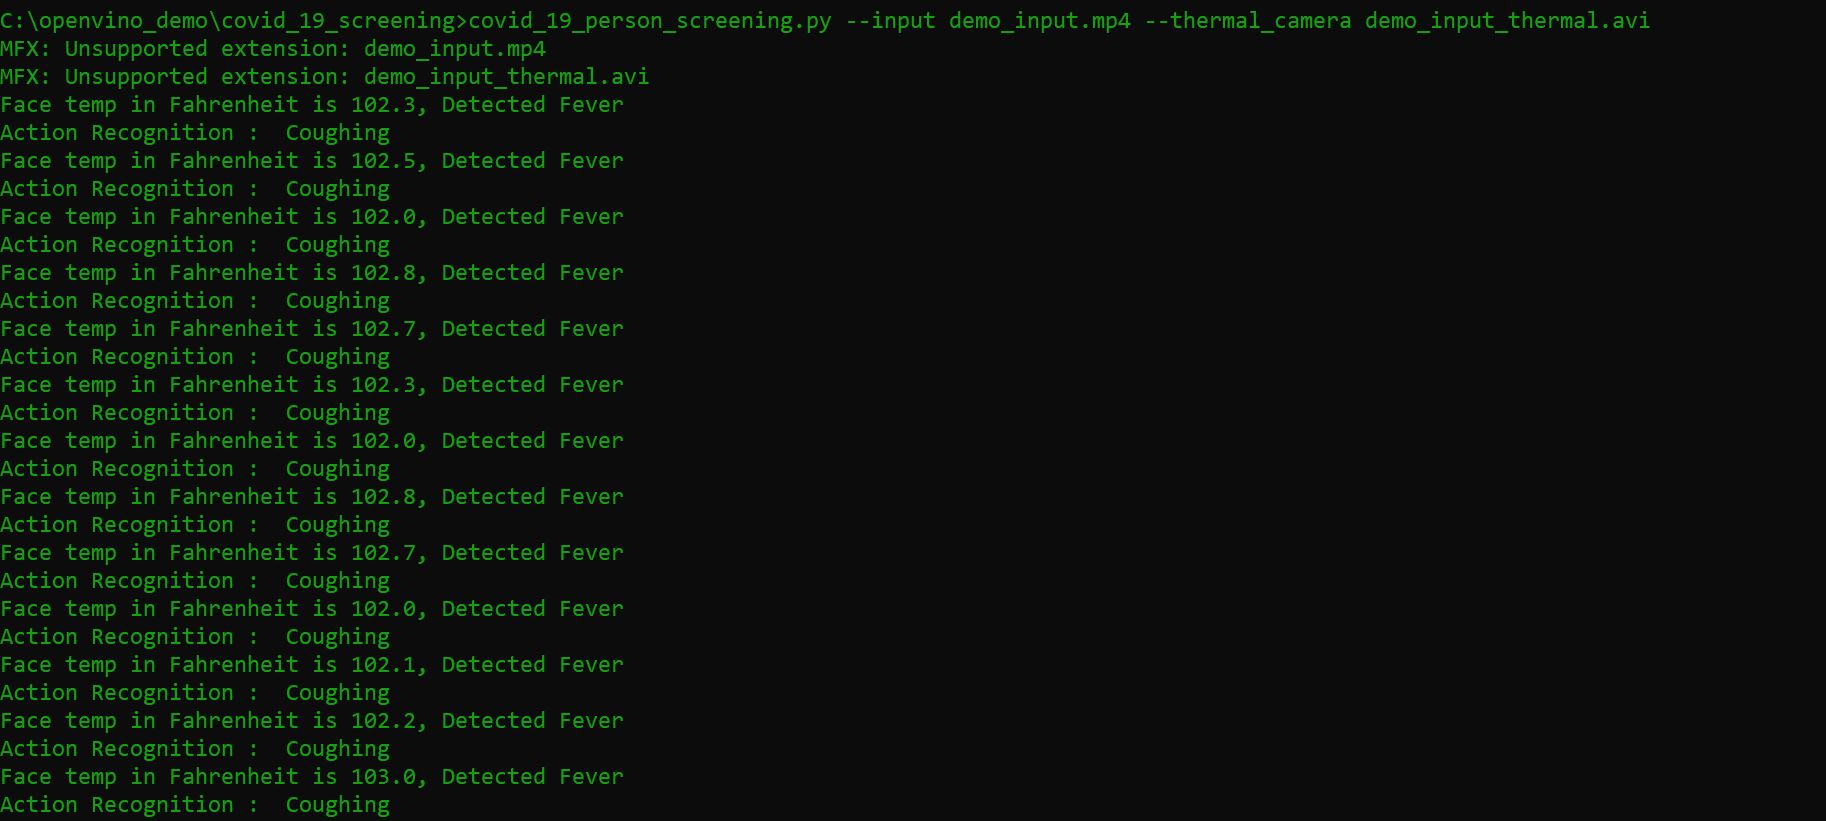 C:\openvino_demo\covid_19_screening>covid_19_person_screening.py --input demo_input.mp4 --thermal_camera demo_input_thermal.avi
MFX: Unsupported extension: demo_input.mp4
MFX: Unsupported extension: demo_input_thermal.avi
Face temp in Fahrenheit is 102.3, Detected Fever
Action Recognition :  Coughing
Face temp in Fahrenheit is 102.5, Detected Fever
Action Recognition :  Coughing
Face temp in Fahrenheit is 102.0, Detected Fever
Action Recognition :  Coughing
Face temp in Fahrenheit is 102.8, Detected Fever
Action Recognition :  Coughing
Face temp in Fahrenheit is 102.7, Detected Fever
Action Recognition :  Coughing
Face temp in Fahrenheit is 102.3, Detected Fever
Action Recognition :  Coughing
Face temp in Fahrenheit is 102.0, Detected Fever
Action Recognition :  Coughing
Face temp in Fahrenheit is 102.8, Detected Fever
Action Recognition :  Coughing
Face temp in Fahrenheit is 102.7, Detected Fever
Action Recognition :  Coughing
Face temp in Fahrenheit is 102.0, Detected Fever
Action Recognition :  Coughing
Face temp in Fahrenheit is 102.1, Detected Fever
Action Recognition :  Coughing
Face temp in Fahrenheit is 102.2, Detected Fever
Action Recognition :  Coughing
Face temp in Fahrenheit is 103.0, Detected Fever
Action Recognition :  Coughing